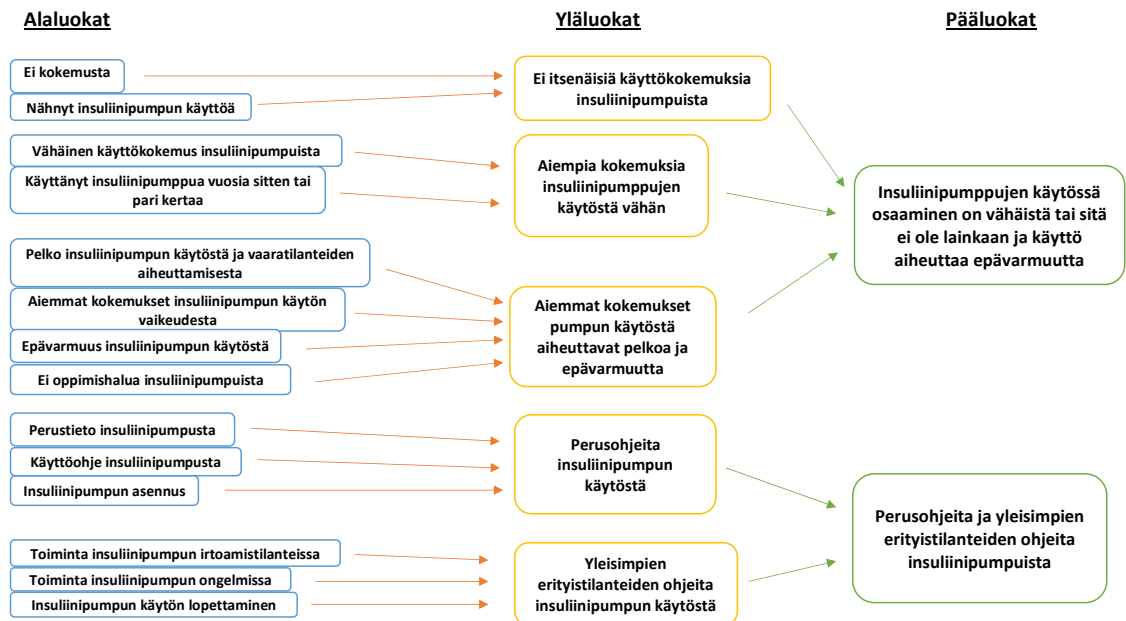 Alaluokat
Yläluokat
Pääluokat
Ei kokemusta
Nähnyt insuliinipumpun käyttöä
Vähäinen käyttökokemus insuliinipumpuista
Käyttänyt insuliinipumppua vuosia sitten tai
pari kertaa
Pelko insuliinipumpun käytöstä ja vaaratilanteiden
aiheuttamisesta
Aiemmat kokemukset insuliinipumpun käytön
vaikeudesta
Epävarmuus insuliinipumpun käytöstä
Ei oppimishalua insuliinipumpuista
Perustieto insuliinipumpusta
Käyttöohje insuliinipumpusta
Insuliinipumpun asennus
Toiminta insuliinipumpun irtoamistilanteissa
Toiminta insuliinipumpun ongelmissa
Insuliinipumpun käytön lopettaminen
Ei itsenäisiä käyttökokemuksia
insuliinipumpuista
Aiempia kokemuksia
insuliinipumppujen
käytöstä vähän
Aiemmat kokemukset
pumpun käytöstä
aiheuttavat pelkoa ja
epävarmuutta
Perusohjeita
insuliinipumpun
käytöstä
Yleisimpien
erityistilanteiden ohjeita
insuliinipumpun käytöstä
Insuliinipumppujen käytössä
osaaminen on vähäistä tai sitä
ei ole lainkaan ja käyttö
aiheuttaa epävarmuutta
Perusohjeita ja yleisimpien
erityistilanteiden ohjeita
insuliinipumpuista